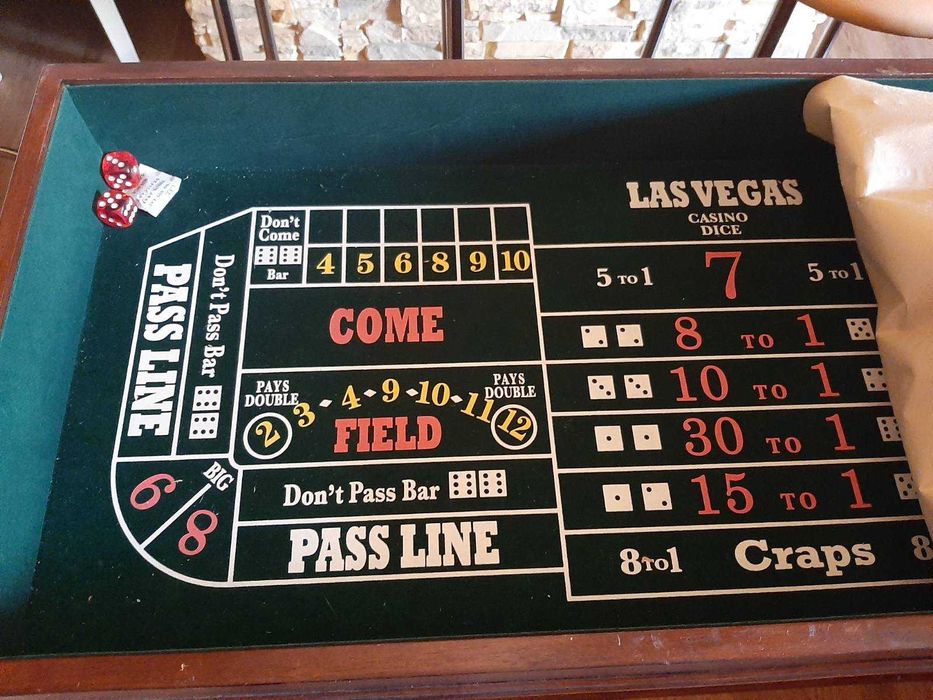 LAS VEGAS
CASINO
DICE
Don't
Come
Bar
4 5 6 8 9 10
COME
PAYS
DOUBLE
PAYS
DOUBLE
2 3 4 9 10 11 12
FIELD
Don't Pass Bar
PASS LINE
PASS LINE
Don't Pass Bar
BIG
6
8
5 TO 1 7 5 TO 1
8 TO 1
10 TO 1
30 TO 1
15 TO 1
8 TO 1 Craps 8